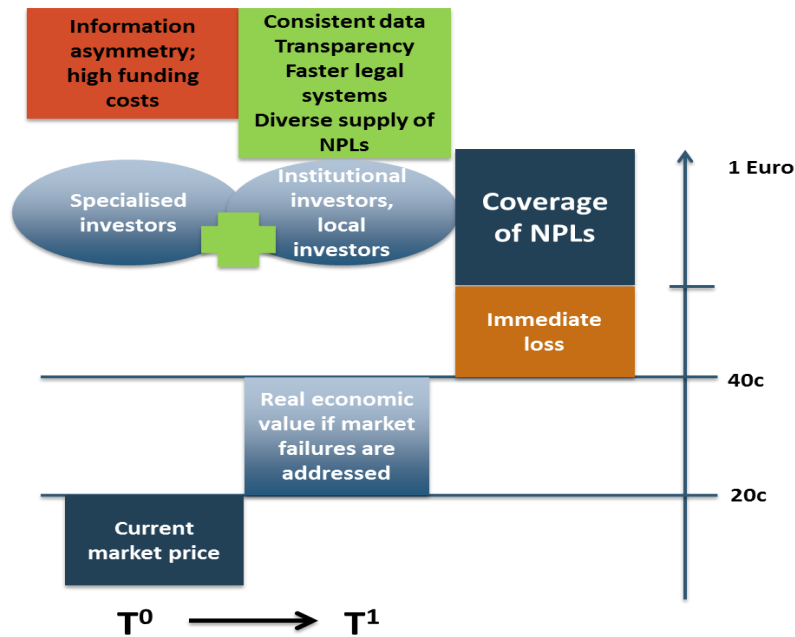 Information
asymmetry;
high funding
costs
Consistent data
Transparency
Faster legal
systems
Diverse supply of
NPLs
Specialised
investors
Institutional
investors,
local
investors
Coverage
of NPLs
1 Euro
Immediate
loss
40c
Real economic
value if market
failures are
addressed
20c
Current
market price
T⁰
T¹